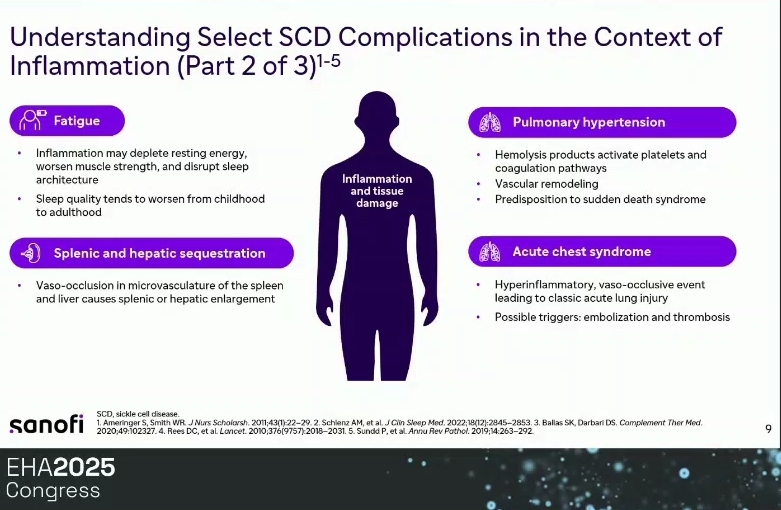 Understanding Select SCD Complications in the Context of
Inflammation (Part 2 of 3)¹⁻⁵
Fatigue
• Inflammation may deplete resting energy,
worsen muscle strength, and disrupt sleep
architecture
• Sleep quality tends to worsen from childhood
to adulthood
Splenic and hepatic sequestration
• Vaso-occlusion in microvasculature of the spleen
and liver causes splenic or hepatic enlargement
Inflammation
and tissue
damage
Pulmonary hypertension
• Hemolysis products activate platelets and
coagulation pathways
• Vascular remodeling
• Predisposition to sudden death syndrome
Acute chest syndrome
• Hyperinflammatory, vaso-occlusive event
leading to classic acute lung injury
• Possible triggers: embolization and thrombosis
sanofi
SCD, sickle cell disease.
1. Ameringer S, Smith WR. J Nurs Scholarsh. 2011;43(1):22–29. 2. Schlenz AM, et al. J Clin Sleep Med. 2022;18(12):2845–2853. 3. Ballas SK, Darbari DS. Complement Ther Med.
2020;49:102327. 4. Rees DC, et al. Lancet. 2010;376(9757):2018–2031. 5. Sundd P, et al. Annu Rev Pathol. 2019;14:263–292.
9
EHA2025
Congress